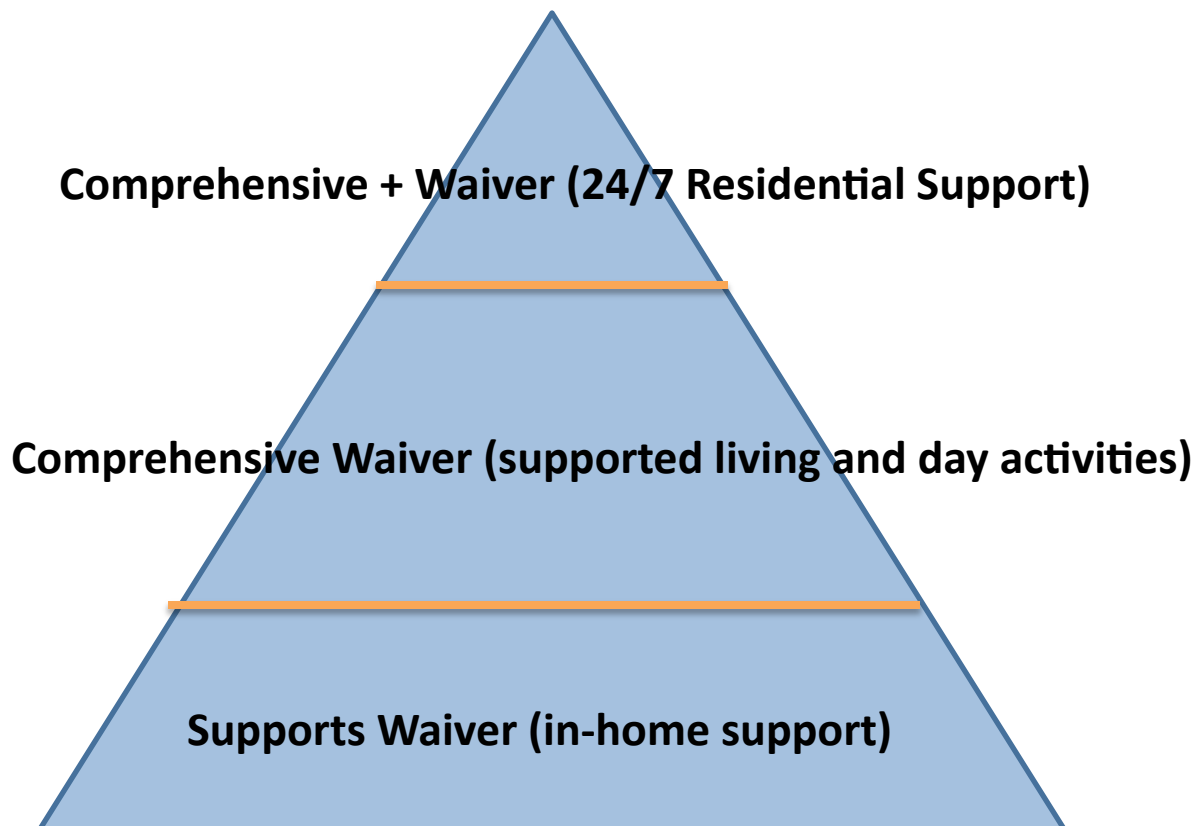 Comprehensive + Waiver (24/7 Residential Support)
Comprehensive Waiver (supported living and day activities)
Supports Waiver (in-home support)